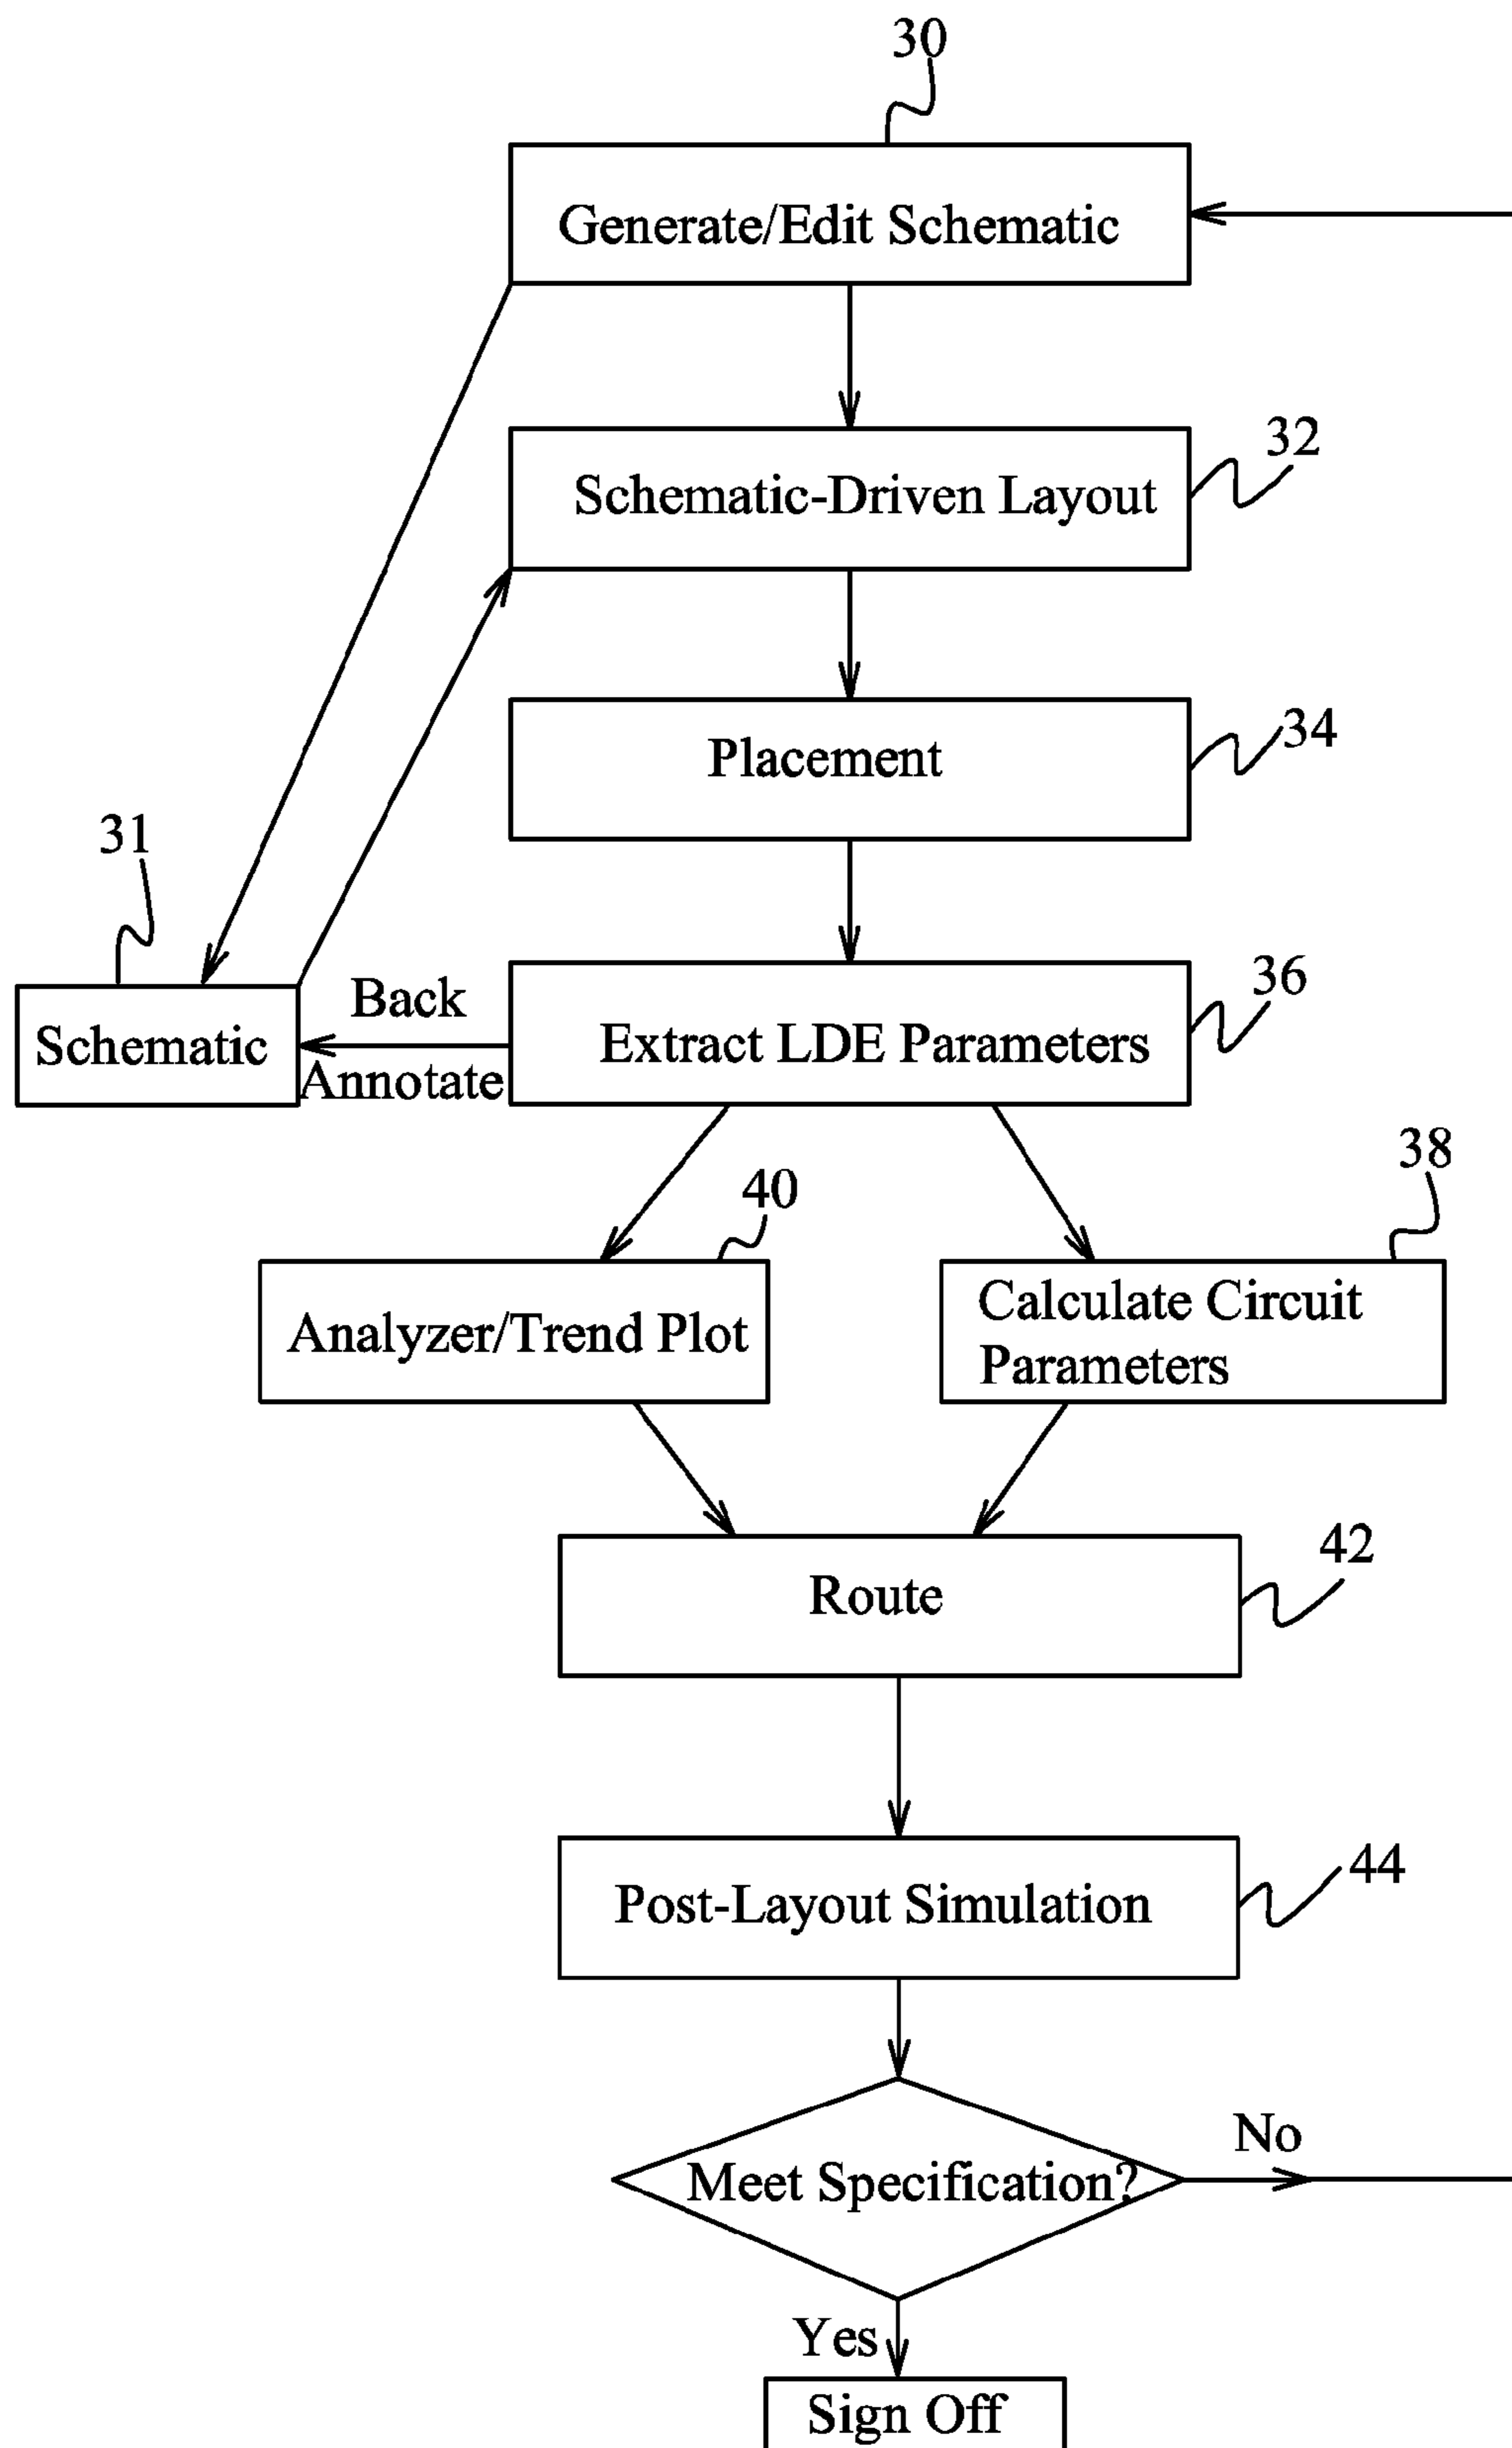 30
Generate/Edit Schematic
32
Schematic-Driven Layout
34
Placement
31
36
Schematic
Back
Annotate
Extract LDE Parameters
38
40
Analyzer/Trend Plot
Calculate Circuit
Parameters
42
Route
44
Post-Layout Simulation
No
Meet Specification?
Yes
Sign Off